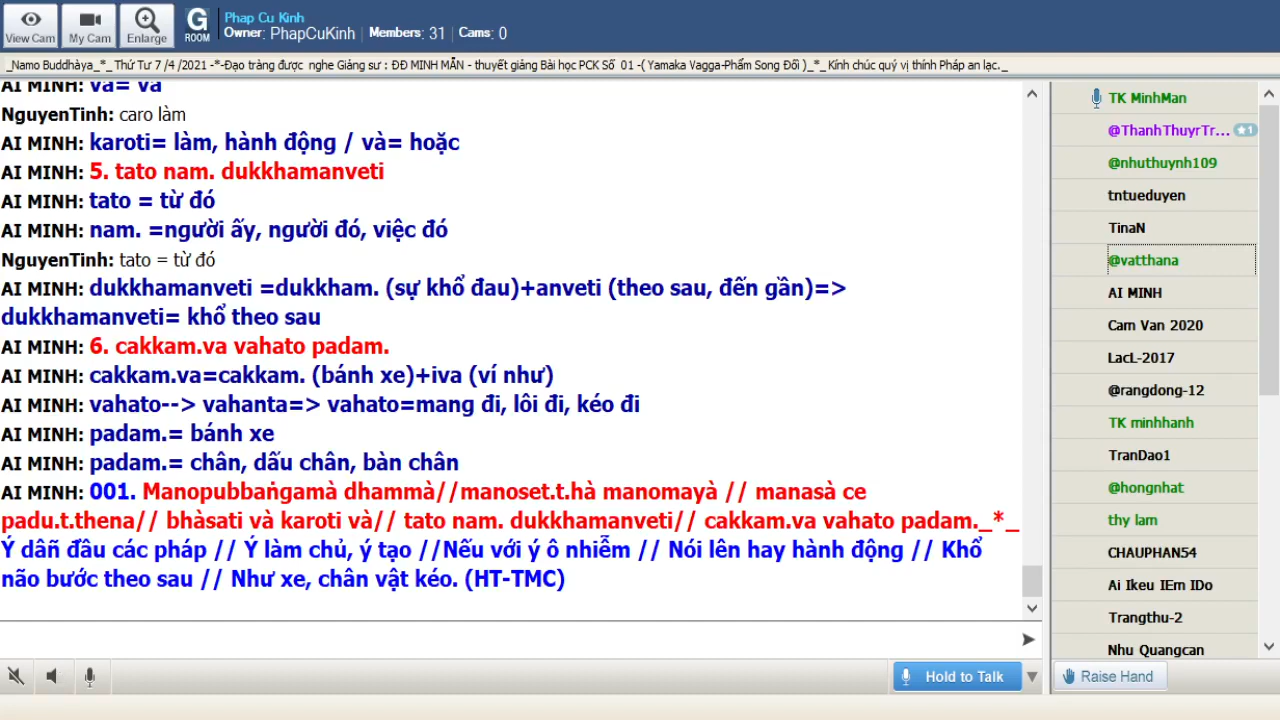 View Cam
My Cam
Enlarge
G
ROOM
Phap Cu Kinh
Owner: PhapCuKinh Members: 31 Cams: 0
_Namo Buddhàya_*_ Thứ Tư 7 /4 /2021 -*-Đạo tràng được nghe Giảng sư : ĐĐ MINH MẪN - thuyết giảng Bài học PCK Số 01 -( Yamaka Vagga-Phẩm Song Đối )_*_ Kính chúc quý vị thính Pháp an lạc._
AI MINH: và= và
NguyenTinh: caro làm
AI MINH: karoti= làm, hành động / và= hoặc
AI MINH: 5. tato nam. dukkhamanveti
AI MINH: tato = từ đó
AI MINH: nam. =người ấy, người đó, việc đó
NguyenTinh: tato = từ đó
AI MINH: dukkhamanveti =dukkham. (sự khổ đau)+anveti (theo sau, đến gần)=>
dukkhamanveti= khổ theo sau
AI MINH: 6. cakkam.va vahato padam.
AI MINH: cakkam.va=cakkam. (bánh xe)+iva (ví như)
AI MINH: vahato--> vahanta=> vahato=mang đi, lôi đi, kéo đi
AI MINH: padam.= bánh xe
AI MINH: padam.= chân, dấu chân, bàn chân
AI MINH: 001. Manopubbaṅgamà dhammà//manoset.t.hà manomayà // manasà ce
padu.t.thena// bhàsati và karoti và// tato nam. dukkhamanveti// cakkam.va vahato padam._*_
Ý dẫn đầu các pháp // Ý làm chủ, ý tạo //Nếu với ý ô nhiễm // Nói lên hay hành động // Khổ
não bước theo sau // Như xe, chân vật kéo. (HT-TMC)
TK MinhMan
@ThanhThuyrTr... ★1
@nhuthuynh109
tntueduyen
TinaN
@vatthana
AI MINH
Cam Van 2020
LacL-2017
@rangdong-12
TK minhhanh
TranDao1
@hongnhat
thy lam
CHAUPHAN54
Ai Ikeu IEm IDo
Trangthu-2
Nhu Quangcan
Hold to Talk
Raise Hand